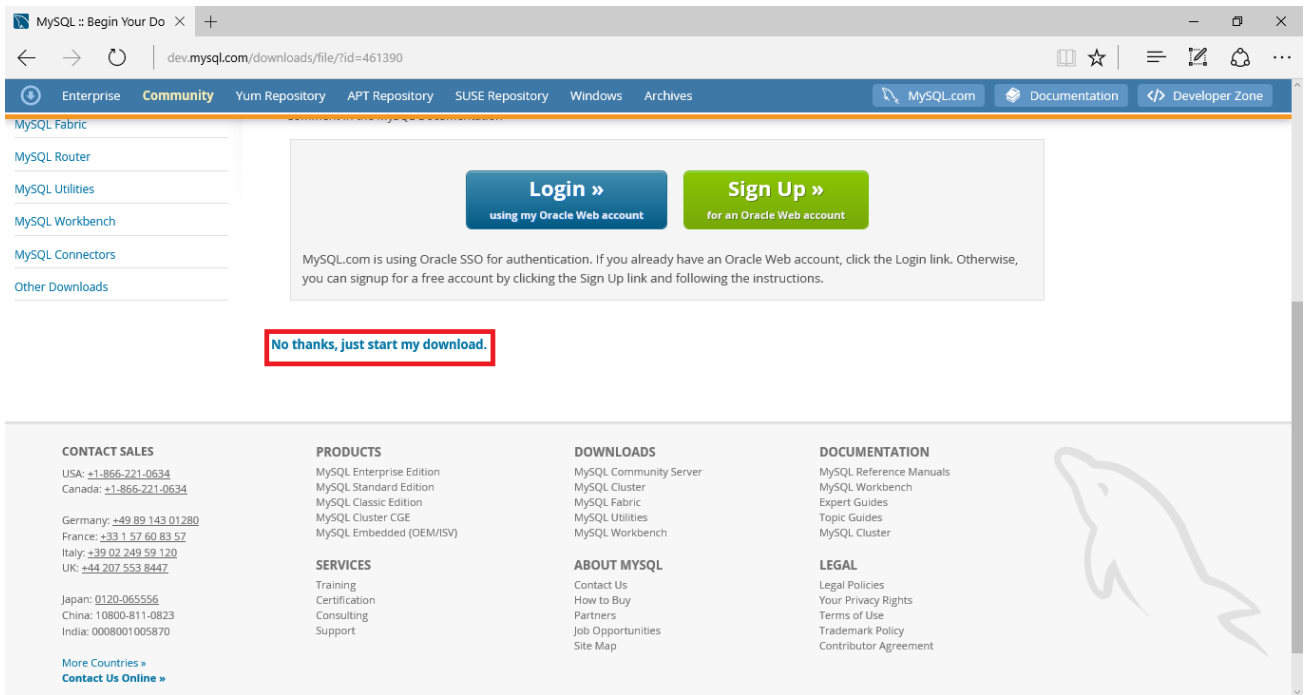 MySQL :: Begin Your Do
dev.mysql.com/downloads/file/?id=461390
Enterprise Community Yum Repository APT Repository SUSE Repository Windows Archives MySQL.com Documentation Developer Zone
MySQL Fabric
MySQL Router
MySQL Utilities
MySQL Workbench
MySQL Connectors
Other Downloads
Comment in the MySQL Documentation
Login »
using my Oracle Web account
Sign Up »
for an Oracle Web account
MySQL.com is using Oracle SSO for authentication. If you already have an Oracle Web account, click the Login link. Otherwise,
you can signup for a free account by clicking the Sign Up link and following the instructions.
No thanks, just start my download.
CONTACT SALES
USA: +1-866-221-0634
Canada: +1-866-221-0634
Germany: +49 89 143 01280
France: +33 1 57 60 83 57
Italy: +39 02 249 59 120
UK: +44 207 553 8447
Japan: 0120-065556
China: 10800-811-0823
India: 0008001005870
More Countries »
Contact Us Online »
PRODUCTS
MySQL Enterprise Edition
MySQL Standard Edition
MySQL Classic Edition
MySQL Cluster CGE
MySQL Embedded (OEM/ISV)
SERVICES
Training
Certification
Consulting
Support
DOWNLOADS
MySQL Community Server
MySQL Cluster
MySQL Fabric
MySQL Utilities
MySQL Workbench
ABOUT MYSQL
Contact Us
How to Buy
Partners
Job Opportunities
Site Map
DOCUMENTATION
MySQL Reference Manuals
MySQL Workbench
Expert Guides
Topic Guides
MySQL Cluster
LEGAL
Legal Policies
Your Privacy Rights
Terms of Use
Trademark Policy
Contributor Agreement